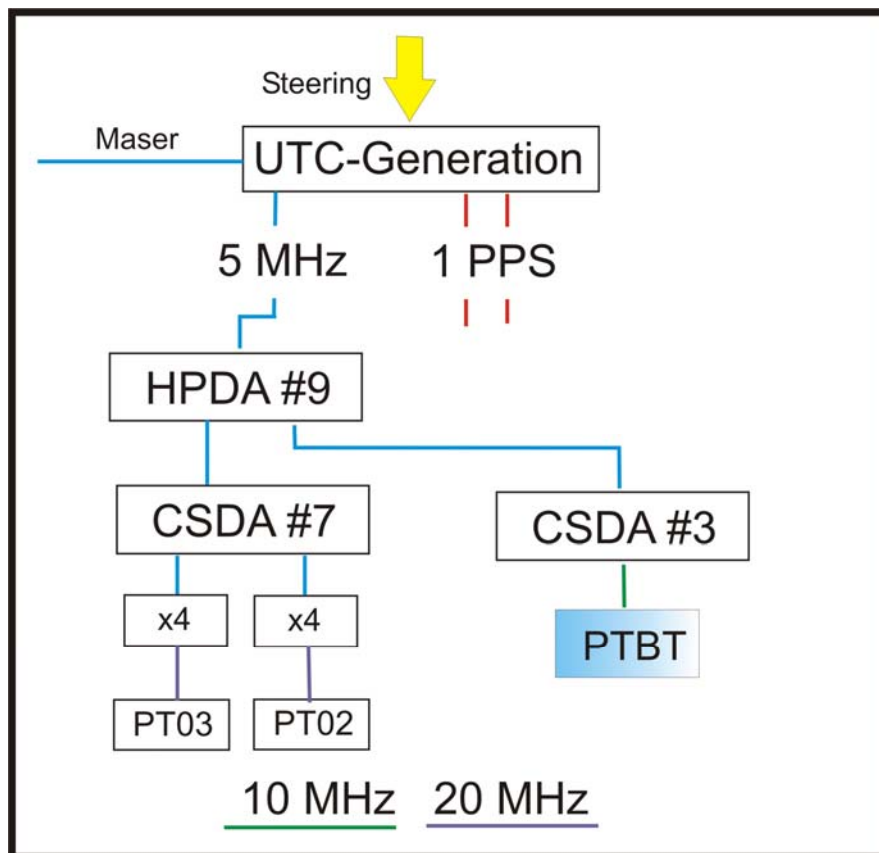 Steering
Maser
UTC-Generation
5 MHz
1 PPS
HPDA #9
CSDA #7
CSDA #3
x4
x4
PTBT
PT03
PT02
10 MHz
20 MHz